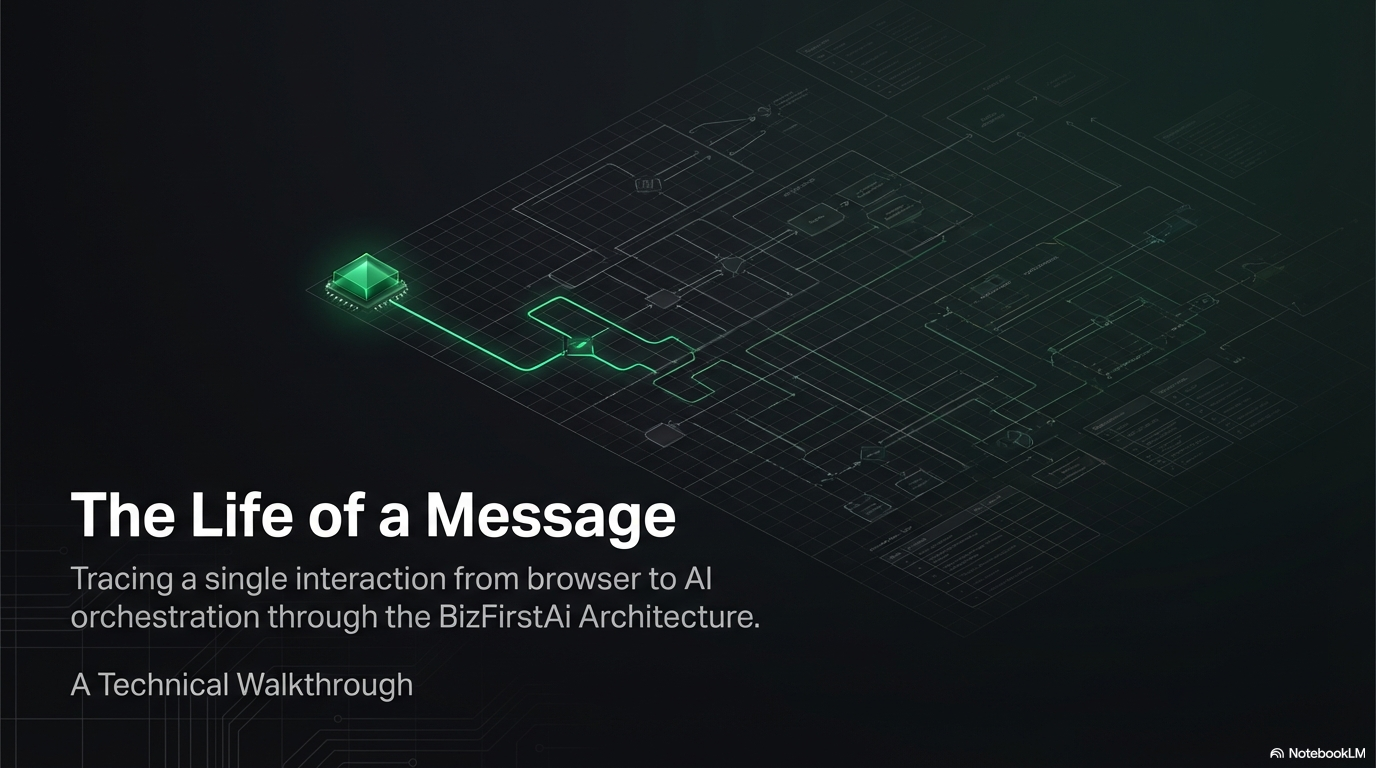 The Life of a Message
Tracing a single interaction from browser to AI
orchestration through the BizFirstAi Architecture.
A Technical Walkthrough
NotebookLM